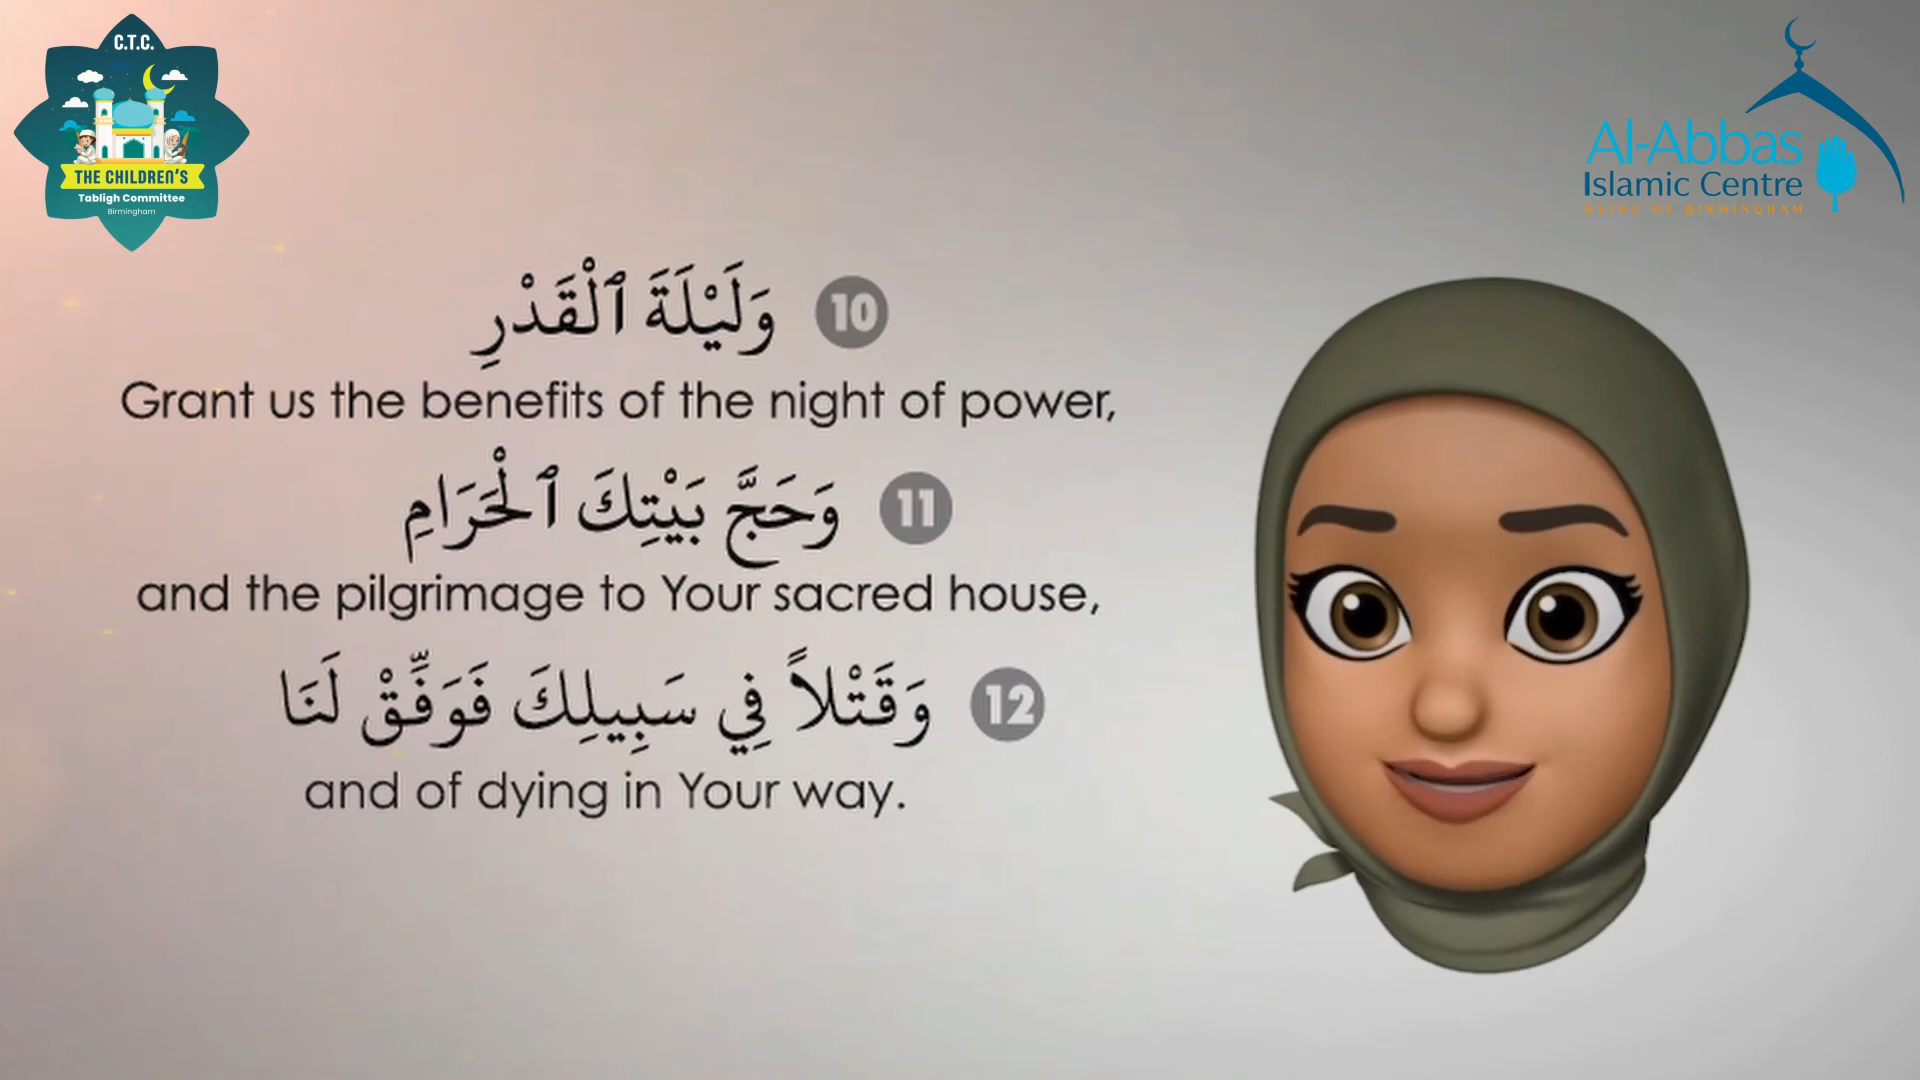 C.T.C.
THE CHILDREN'S
Tabligh Committee
Birmingham
Al-Abbas
Islamic Centre
وَلَيْلَةَ ٱلْقَدْرِ 10
Grant us the benefits of the night of power,
وَحَجَّ بَيْتِكَ ٱلْحَرَامِ 11
and the pilgrimage to Your sacred house,
وَقَتْلاً فِي سَبِيلِكَ فَوَفِّقْ لَنَا 12
and of dying in Your way.